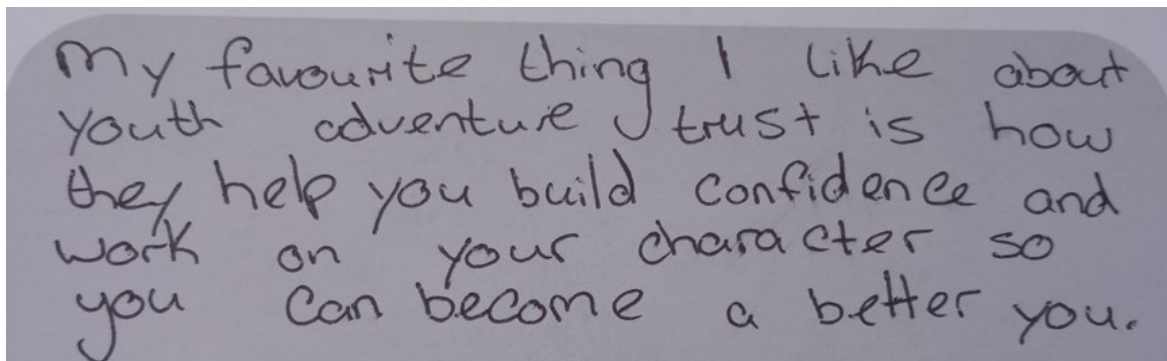 My favourite thing I like about
youth adventure trust is how
they help you build confidence and
work on your character so
you can become a better you.